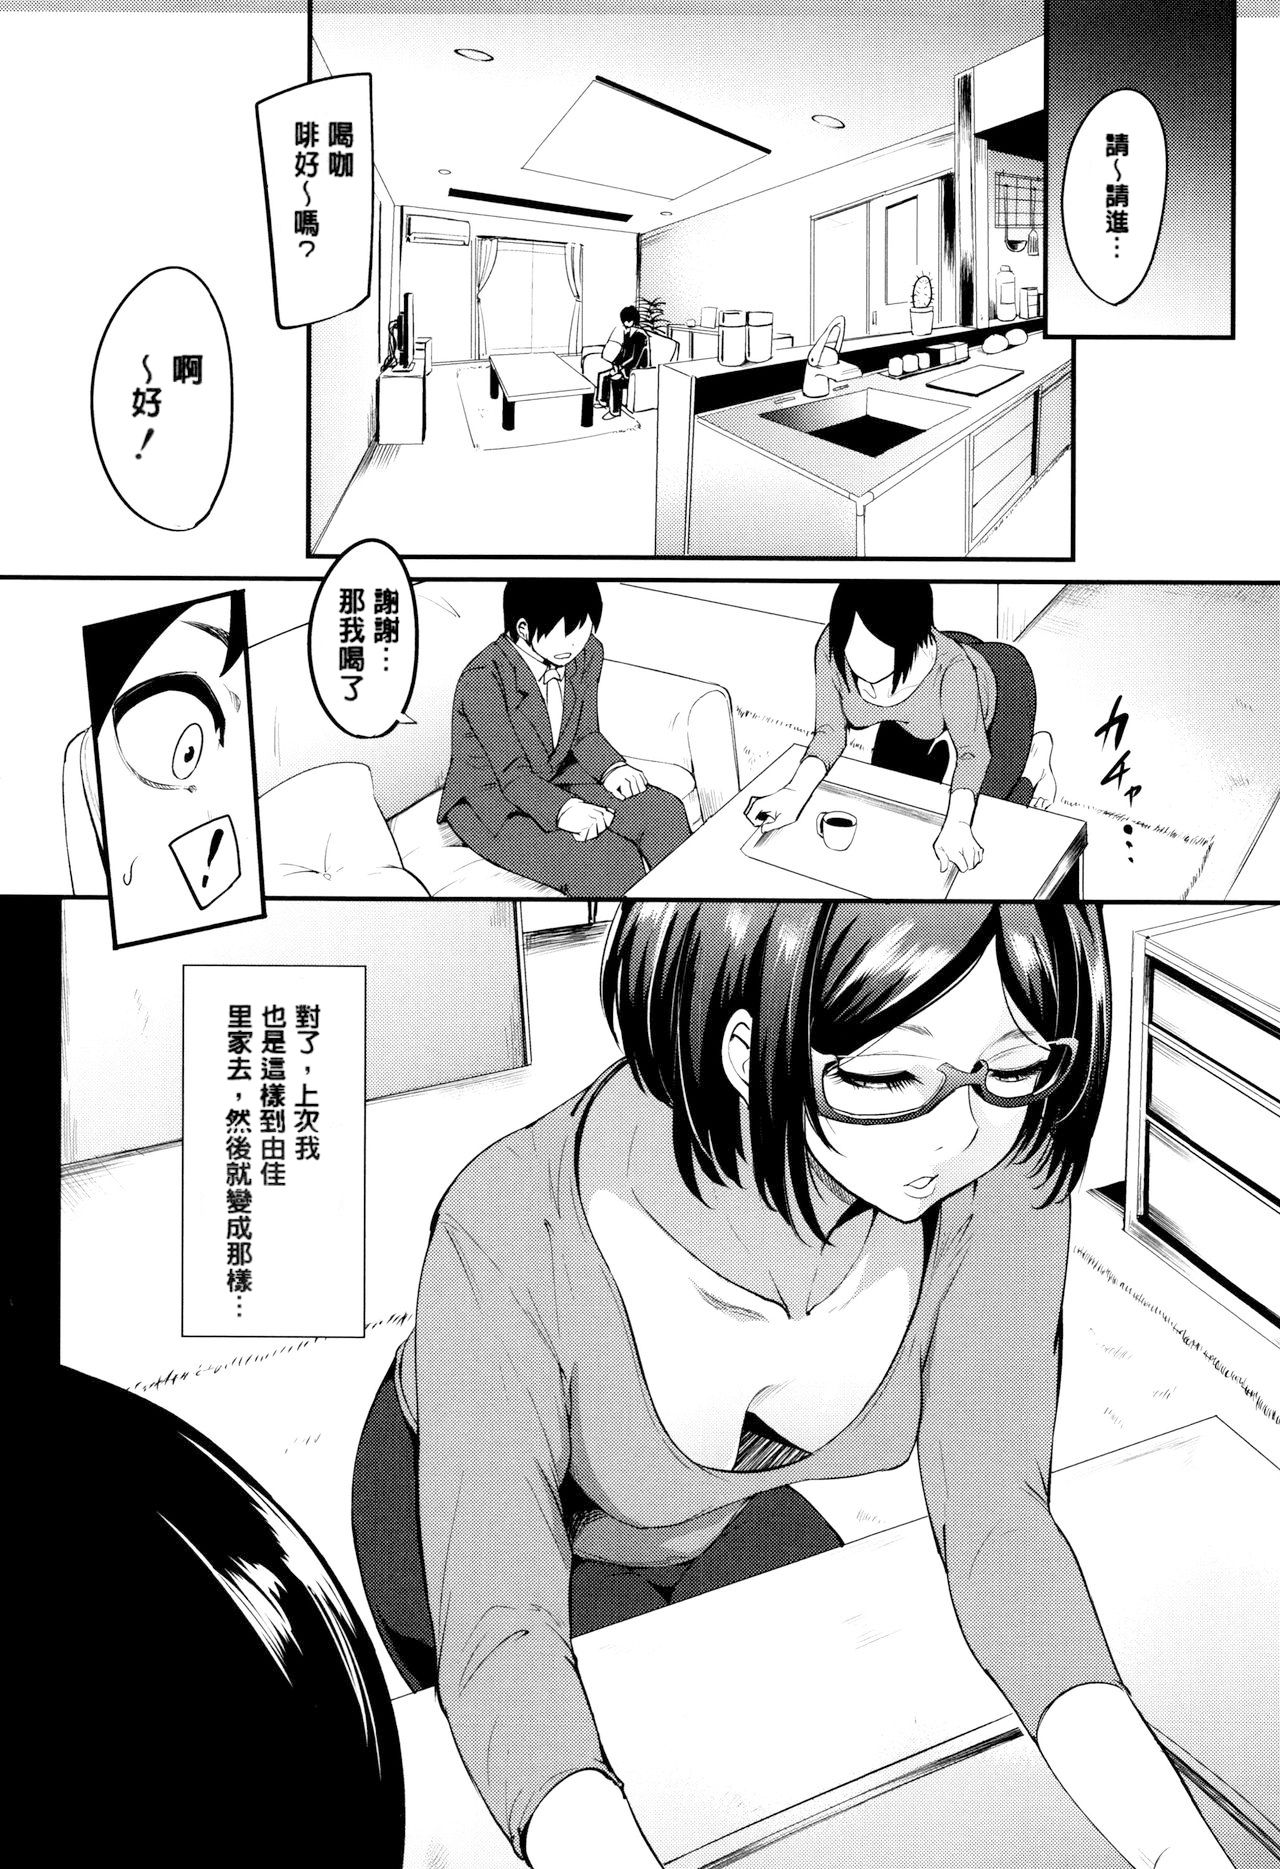 請～請進…
喝咖
啡好～嗎？
啊
～好！
謝謝…
那我喝了
カチャ…
！
對了，上次我
也是這樣到由佳
里家去，然後就變成那樣…